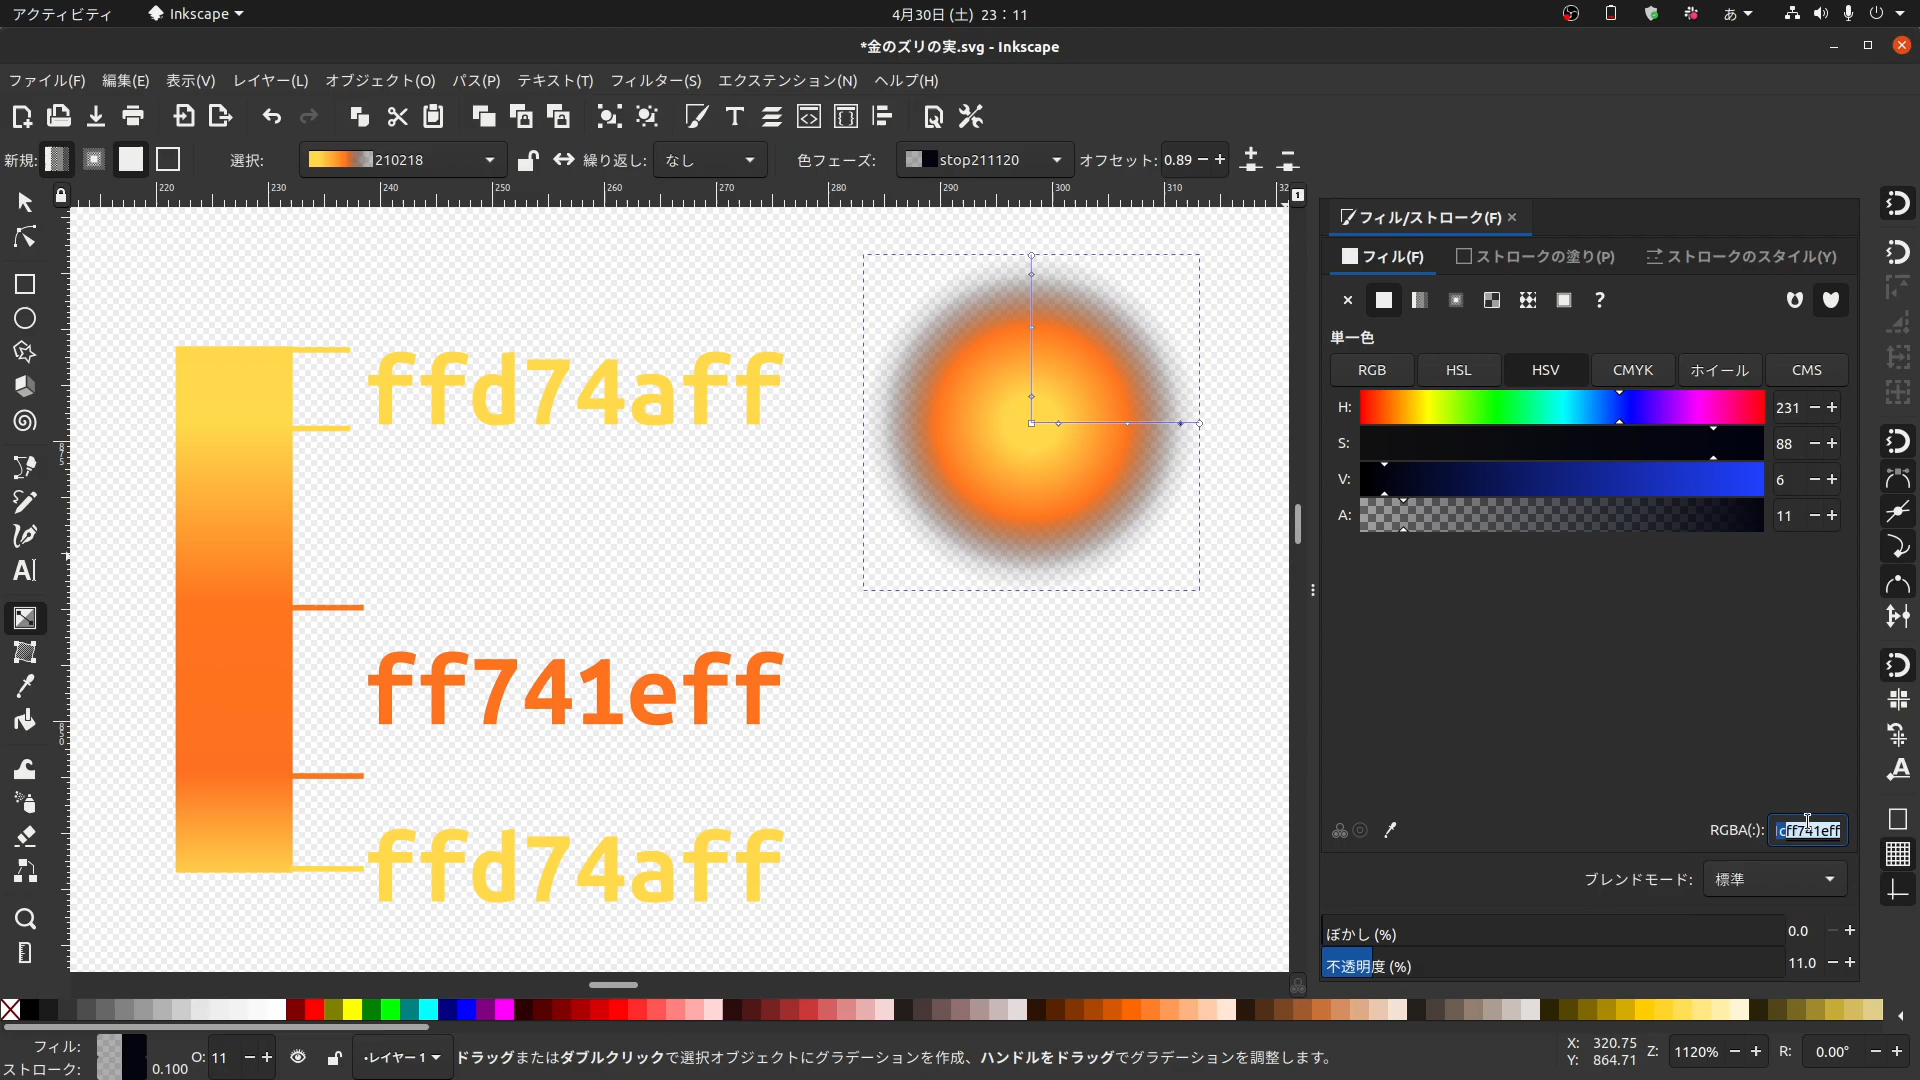 アクティビティ Inkscape 4月30日 (土) 23：11 あ
*金のズリの実.svg - Inkscape
ファイル(F) 編集(E) 表示(V) レイヤー(L) オブジェクト(O) パス(P) テキスト(T) フィルター(S) エクステンション(N) ヘルプ(H)
新規: 選択: 210218 繰り返し: なし 色フェーズ: stop211120 オフセット: 0.89
220 230 240 250 260 270 280 290 300 310 32 1
フィル/ストローク(F)
フィル(F) ストロークの塗り(P) ストロークのスタイル(Y)
単一色
RGB HSL HSV CMYK ホイール CMS
H: 231
S: 88
V: 6
A: 11
ffd74aff
ff741eff
ffd74aff
875
850
RGBA(:): ff741eff
ブレンドモード: 標準
ぼかし (%) 0.0
不透明度 (%) 11.0
フィル:
ストローク: 0.100
O: 11 レイヤー 1 ドラッグまたはダブルクリックで選択オブジェクトにグラデーションを作成、ハンドルをドラッグでグラデーションを調整します。
X: 320.75
Y: 864.71
Z: 1120% R: 0.00°